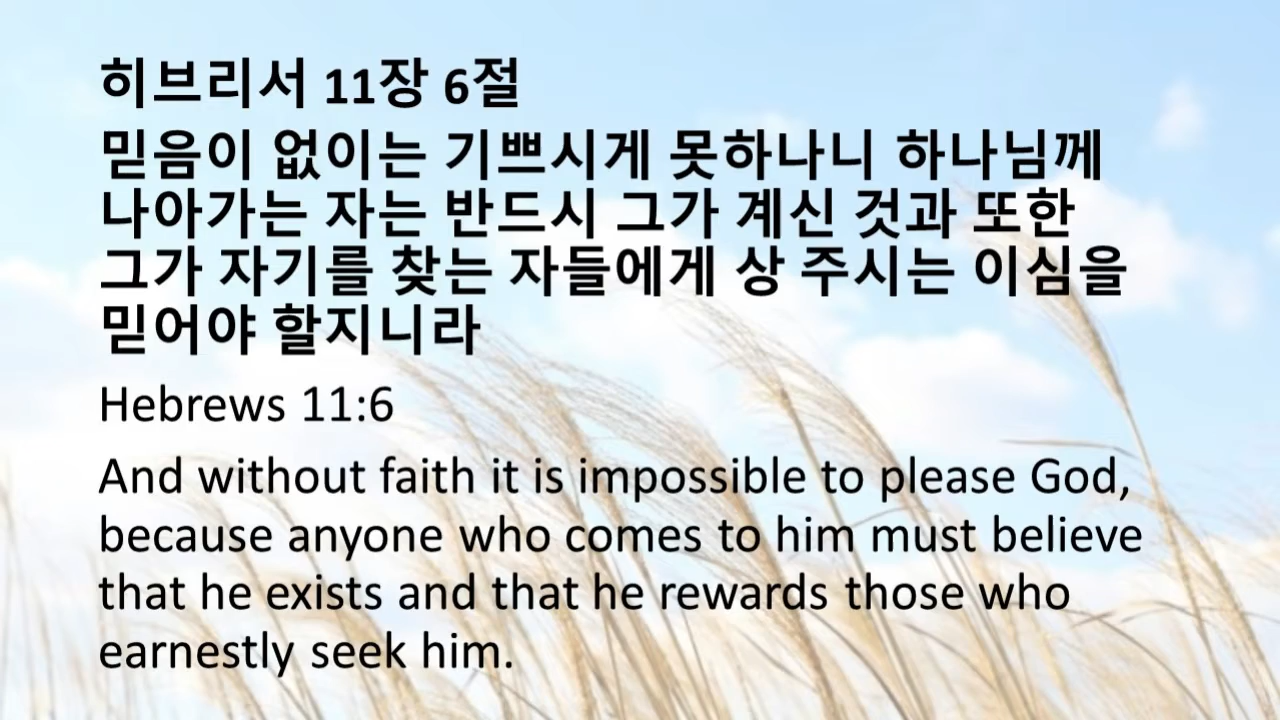 히브리서 11장 6절
믿음이 없이는 기쁘시게 못하나니 하나님께
나아가는 자는 반드시 그가 계신 것과 또한
그가 자기를 찾는 자들에게 상 주시는 이심을
믿어야 할지니라
Hebrews 11:6
And without faith it is impossible to please God,
because anyone who comes to him must believe
that he exists and that he rewards those who
earnestly seek him.